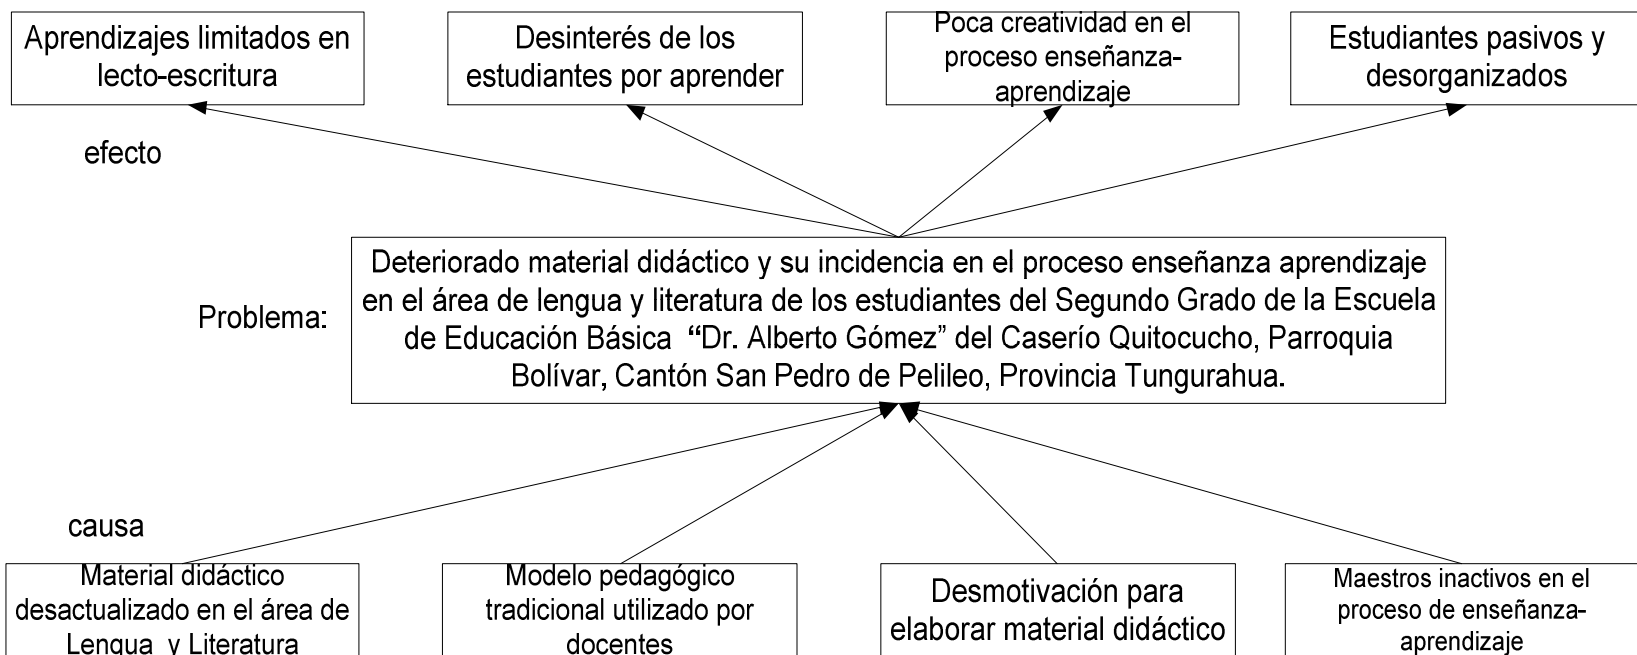 Aprendizajes limitados en
lecto-escritura
Desinterés de los
estudiantes por aprender
Poca creatividad en el
proceso enseñanza-
aprendizaje
Estudiantes pasivos y
desorganizados
efecto
Problema:
Deteriorado material didáctico y su incidencia en el proceso enseñanza aprendizaje
en el área de lengua y literatura de los estudiantes del Segundo Grado de la Escuela
de Educación Básica “Dr. Alberto Gómez” del Caserío Quitocucho, Parroquia
Bolívar, Cantón San Pedro de Pelileo, Provincia Tungurahua.
causa
Material didáctico
desactualizado en el área de
Lengua y Literatura
Modelo pedagógico
tradicional utilizado por
docentes
Desmotivación para
elaborar material didáctico
Maestros inactivos en el
proceso de enseñanza-
aprendizaje